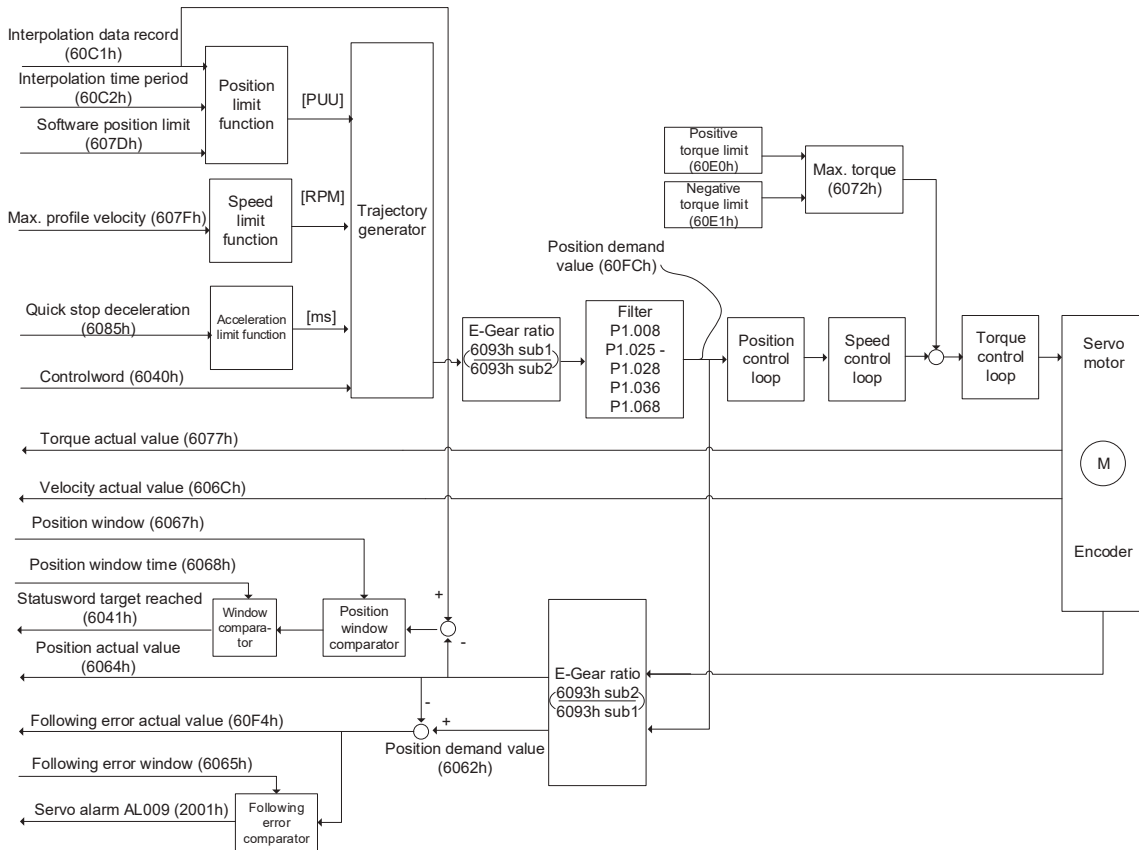 Interpolation data record
(60C1h)
Interpolation time period
(60C2h)
Software position limit
(607Dh)
Position
limit
function
[PUU]
Max. profile velocity (607Fh)
Speed
limit
function
[RPM]
Trajectory
generator
Quick stop deceleration
(6085h)
Acceleration
limit function
[ms]
Controlword (6040h)
Positive
torque limit
(60E0h)
Negative
torque limit
(60E1h)
Max. torque
(6072h)
Position demand
value (60FCh)
E-Gear ratio
6093h sub1
6093h sub2
Filter
P1.008
P1.025 -
P1.028
P1.036
P1.068
Position
control
loop
Speed
control
loop
Torque
control
loop
Servo
motor
M
Encoder
Torque actual value (6077h)
Velocity actual value (606Ch)
Position window (6067h)
Position window time (6068h)
Statusword target reached
(6041h)
Window
compara-
tor
Position
window
comparator
+
-
Position actual value
(6064h)
E-Gear ratio
6093h sub2
6093h sub1
-
+
Following error actual value (60F4h)
Position demand value
(6062h)
Following error window (6065h)
Servo alarm AL009 (2001h)
Following
error
comparator